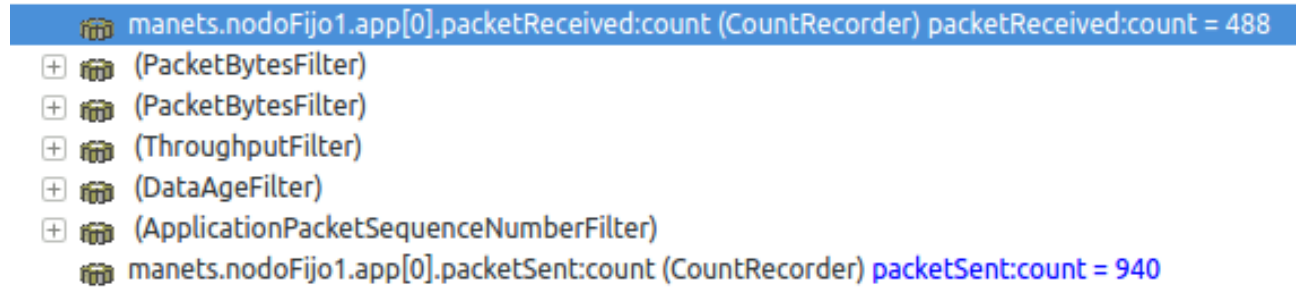 manets.nodoFijo1.app[0].packetReceived:count (CountRecorder) packetReceived:count = 488
(PacketBytesFilter)
(PacketBytesFilter)
(ThroughputFilter)
(DataAgeFilter)
(ApplicationPacketSequenceNumberFilter)
manets.nodoFijo1.app[0].packetSent:count (CountRecorder) packetSent:count = 940